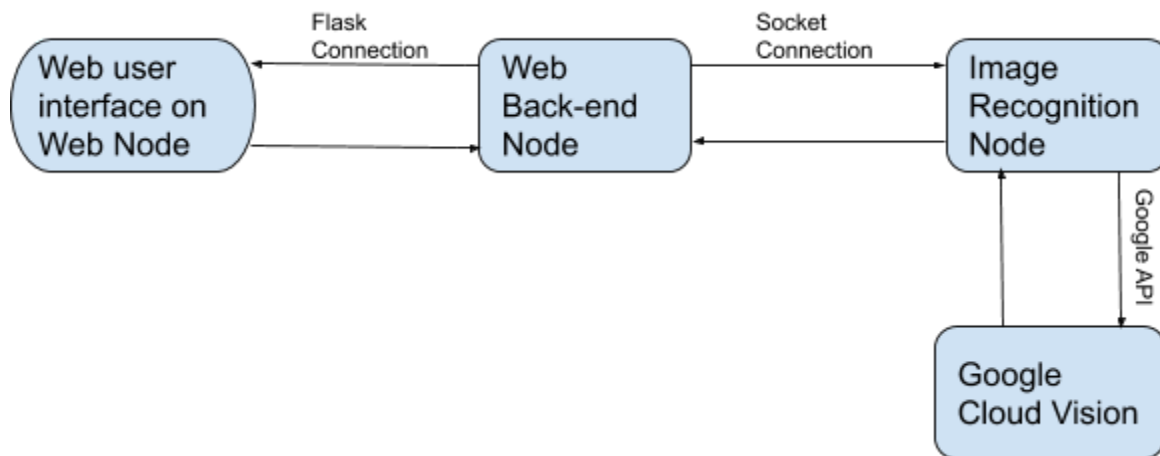 Flask
Connection
Socket
Connection
Web user
interface on
Web Node
Web
Back-end
Node
Image
Recognition
Node
Google API
Google
Cloud Vision